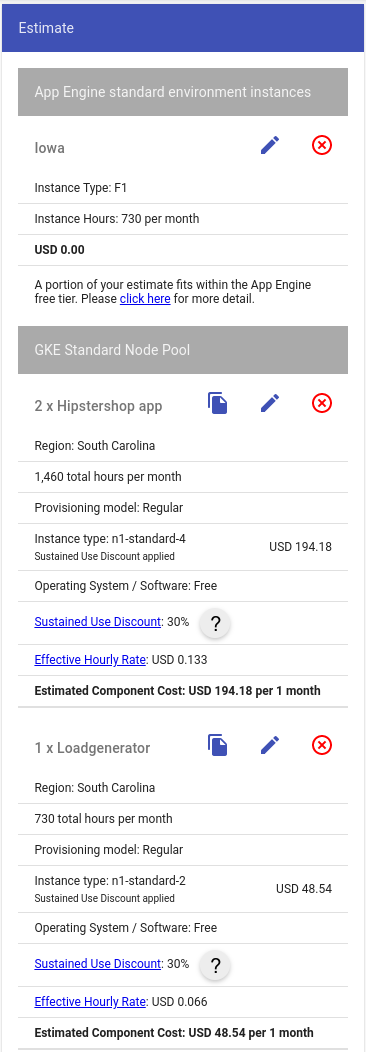 Estimate
App Engine standard environment instances
Iowa
Instance Type: F1
Instance Hours: 730 per month
USD 0.00
A portion of your estimate fits within the App Engine
free tier. Please click here for more detail.
GKE Standard Node Pool
2 x Hipstershop app
Region: South Carolina
1,460 total hours per month
Provisioning model: Regular
Instance type: n1-standard-4
Sustained Use Discount applied
USD 194.18
Operating System / Software: Free
Sustained Use Discount: 30% ?
Effective Hourly Rate: USD 0.133
Estimated Component Cost: USD 194.18 per 1 month
1 x Loadgenerator
Region: South Carolina
730 total hours per month
Provisioning model: Regular
Instance type: n1-standard-2
Sustained Use Discount applied
USD 48.54
Operating System / Software: Free
Sustained Use Discount: 30% ?
Effective Hourly Rate: USD 0.066
Estimated Component Cost: USD 48.54 per 1 month